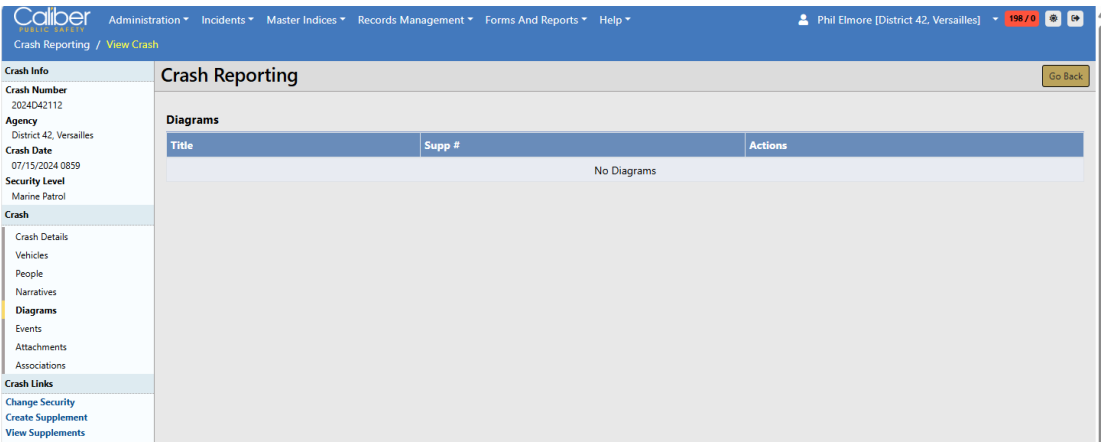 Caliber
PUBLIC SAFETY
Administration Incidents Master Indices Records Management Forms And Reports Help
Phil Elmore [District 42, Versailles] 198 / 0
Crash Reporting / View Crash
Crash Info
Crash Number
2024D42112
Agency
District 42, Versailles
Crash Date
07/15/2024 0859
Security Level
Marine Patrol
Crash
Crash Details
Vehicles
People
Narratives
Diagrams
Events
Attachments
Associations
Crash Links
Change Security
Create Supplement
View Supplements
Crash Reporting
Go Back
Diagrams
Title Supp # Actions
No Diagrams